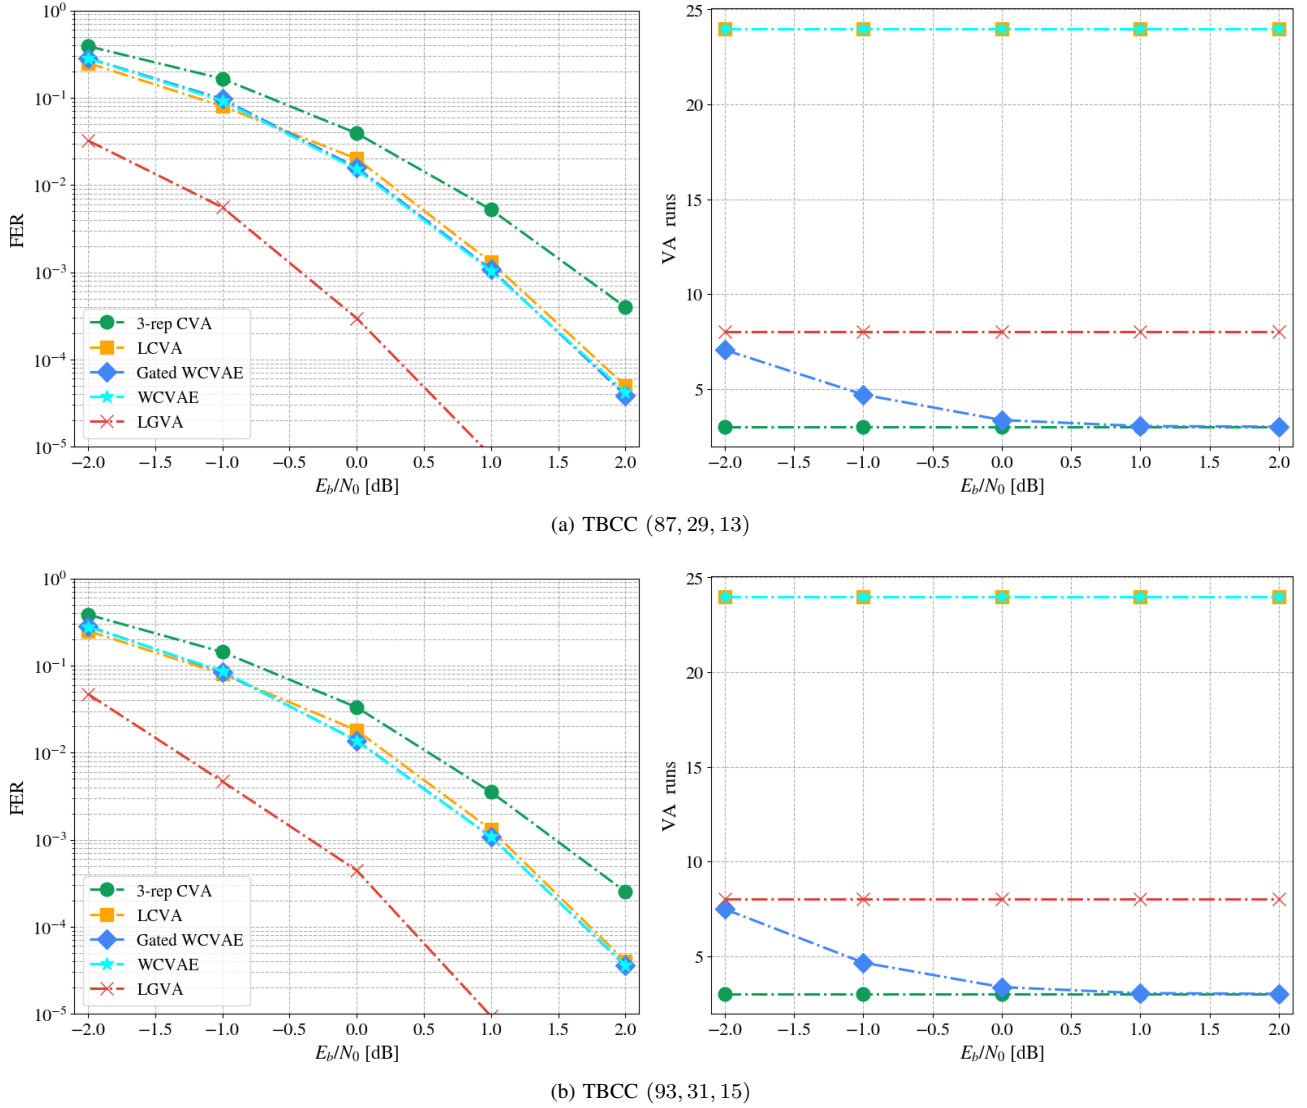 10⁰
10⁻¹
10⁻²
10⁻³
10⁻⁴
10⁻⁵
FER
3-rep CVA
LCVA
Gated WCVAE
WCVAE
LGVA
−2.0 −1.5 −1.0 −0.5 0.0 0.5 1.0 1.5 2.0
E_b/N_0 [dB]
25
20
15
10
5
VA runs
−2.0 −1.5 −1.0 −0.5 0.0 0.5 1.0 1.5 2.0
E_b/N_0 [dB]
(a) TBCC (87, 29, 13)
10⁰
10⁻¹
10⁻²
10⁻³
10⁻⁴
10⁻⁵
FER
3-rep CVA
LCVA
Gated WCVAE
WCVAE
LGVA
−2.0 −1.5 −1.0 −0.5 0.0 0.5 1.0 1.5 2.0
E_b/N_0 [dB]
25
20
15
10
5
VA runs
−2.0 −1.5 −1.0 −0.5 0.0 0.5 1.0 1.5 2.0
E_b/N_0 [dB]
(b) TBCC (93, 31, 15)